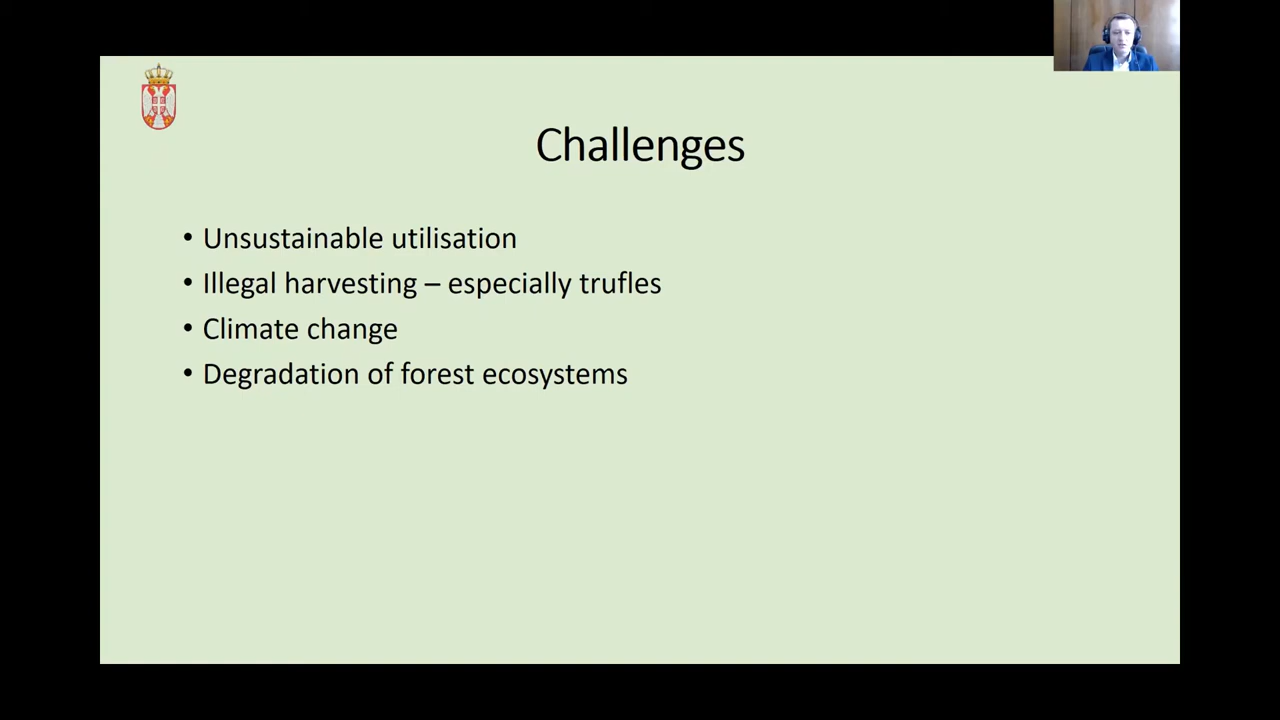 Challenges
• Unsustainable utilisation
• Illegal harvesting – especially trufles
• Climate change
• Degradation of forest ecosystems